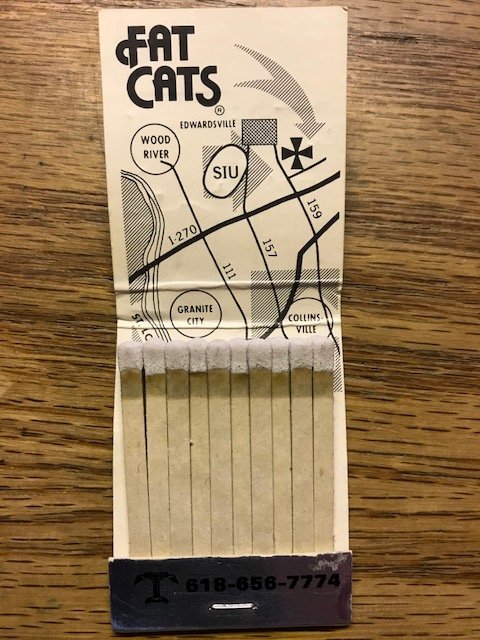 FAT
CATS
®
EDWARDSVILLE
WOOD
RIVER
SIU
I-270
111
157
159
GRANITE
CITY
COLLINS-
VILLE
618-656-7774